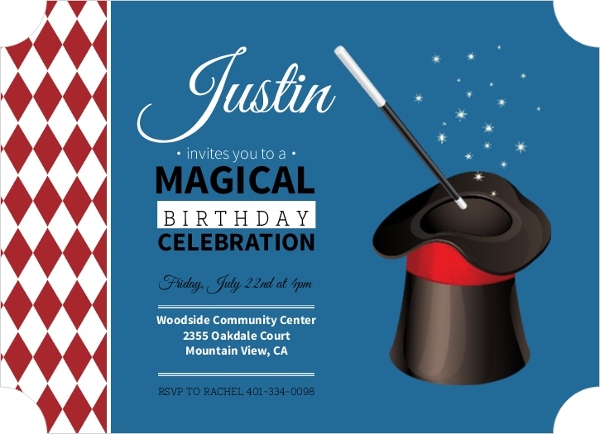 Justin
• invites you to a •
MAGICAL
BIRTHDAY
CELEBRATION
Friday, July 22nd at 4pm
Woodside Community Center
2355 Oakdale Court
Mountain View, CA
RSVP TO RACHEL 401-334-0098